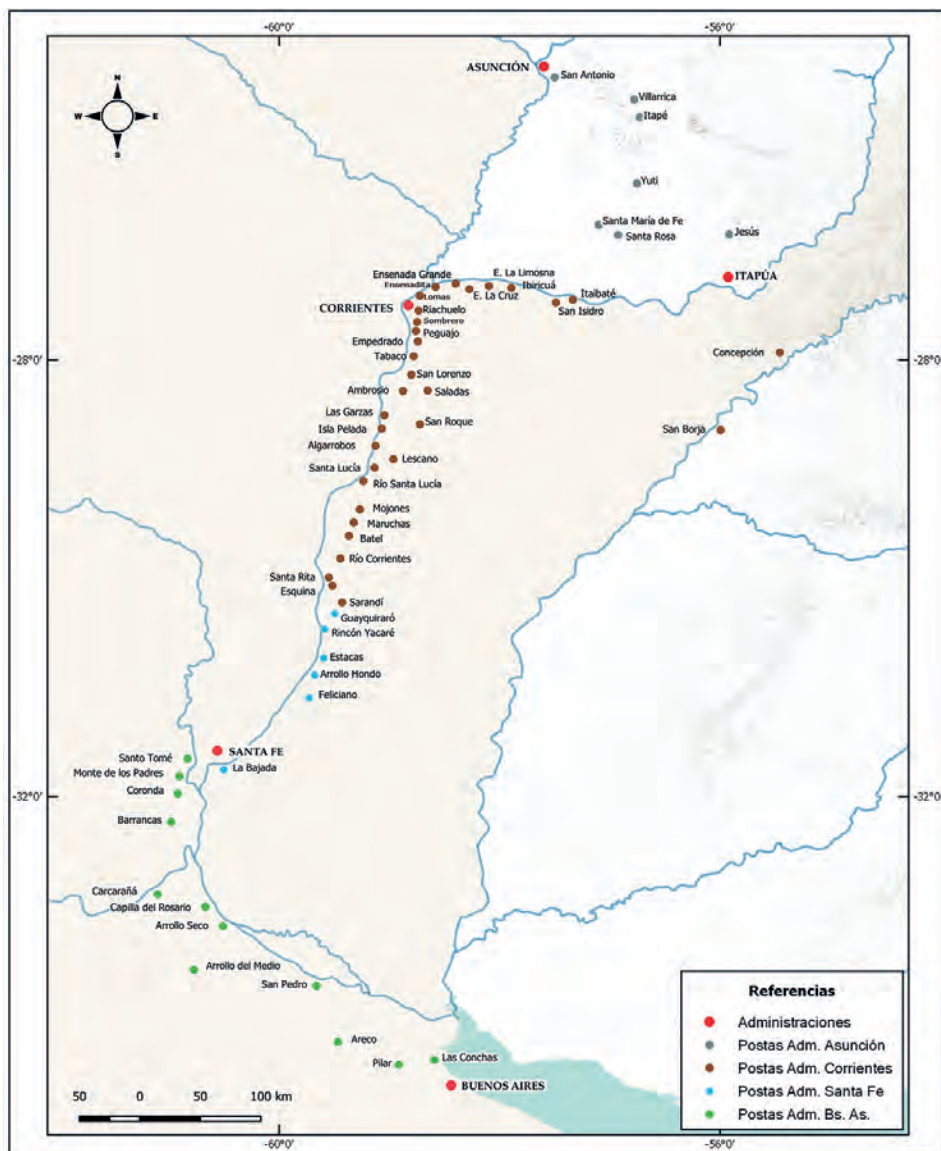 -60°0'
-56°0'
N
W
E
S
ASUNCIÓN
San Antonio
Villarrica
Itapé
Yuti
Santa María de Fe
Santa Rosa
Jesús
ITAPÚA
Ensenada Grande
E. La Limosna
Ensenadita
Ibiricuá
Lomas
E. La Cruz
Itaibaté
San Isidro
CORRIENTES
Riachuelo
Sombrero
Peguajo
Empedrado
Tabaco
Concepción
-28°0'
-28°0'
San Lorenzo
Ambrosio
Saladas
Las Garzas
San Roque
Isla Pelada
San Borja
Algarrobos
Lescano
Santa Lucía
Río Santa Lucía
Mojones
Maruchas
Batel
Río Corrientes
Santa Rita
Esquina
Sarandí
Guayquiraró
Rincón Yacaré
Estacas
Arrollo Hondo
Feliciano
SANTA FE
Santo Tomé
La Bajada
Monte de los Padres
Coronda
-32°0'
-32°0'
Barrancas
Carcarañá
Capilla del Rosario
Arrollo Seco
Arrollo del Medio
San Pedro
Areco
Pilar
Las Conchas
BUENOS AIRES
Referencias
Administraciones
Postas Adm. Asunción
Postas Adm. Corrientes
Postas Adm. Santa Fe
Postas Adm. Bs. As.
50 0 50 100 km
-60°0'
-56°0'